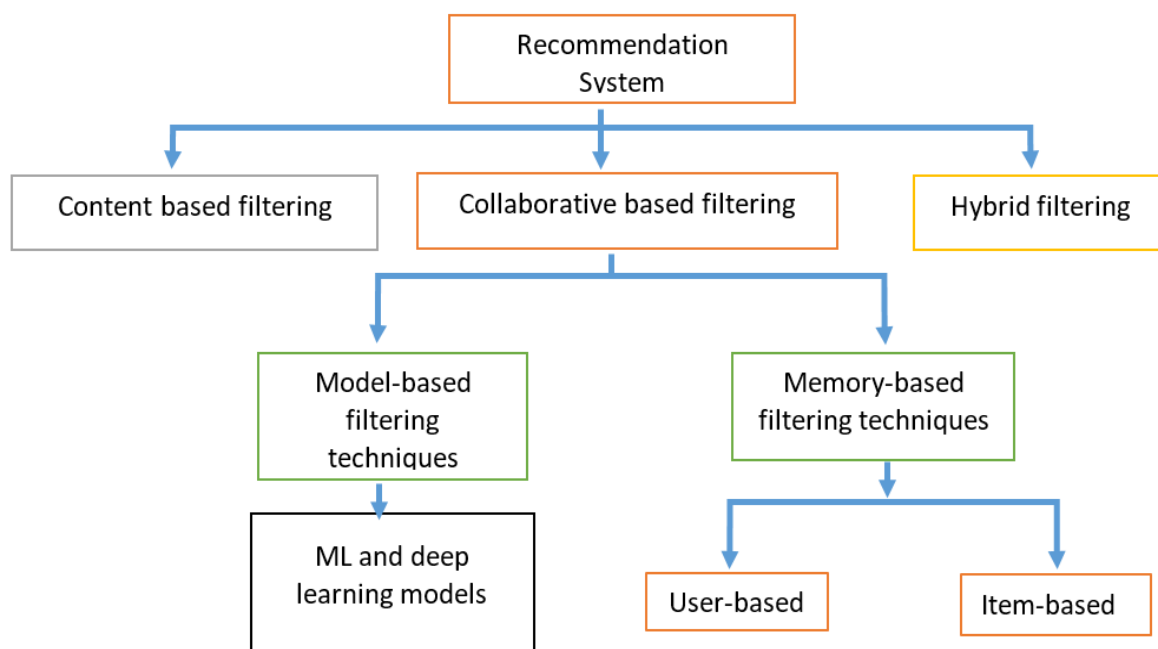 Recommendation
System
Content based filtering
Collaborative based filtering
Hybrid filtering
Model-based
filtering
techniques
Memory-based
filtering techniques
ML and deep
learning models
User-based
Item-based